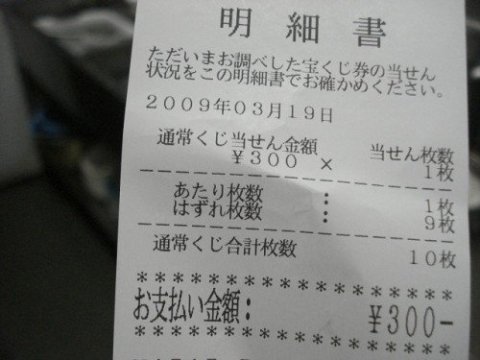 明細書
ただいまお調べした宝くじ券の当せん
状況をこの明細書でお確かめください。
2009年03月19日
通常くじ当せん金額 当せん枚数
¥300 × 1枚
あたり枚数 : 1枚
はずれ枚数 : 9枚
通常くじ合計枚数 10枚
* * * * * * * * * * * * * * * * * *
お支払い金額: ¥300-
* * * * * * * * * * * * * * * * * *